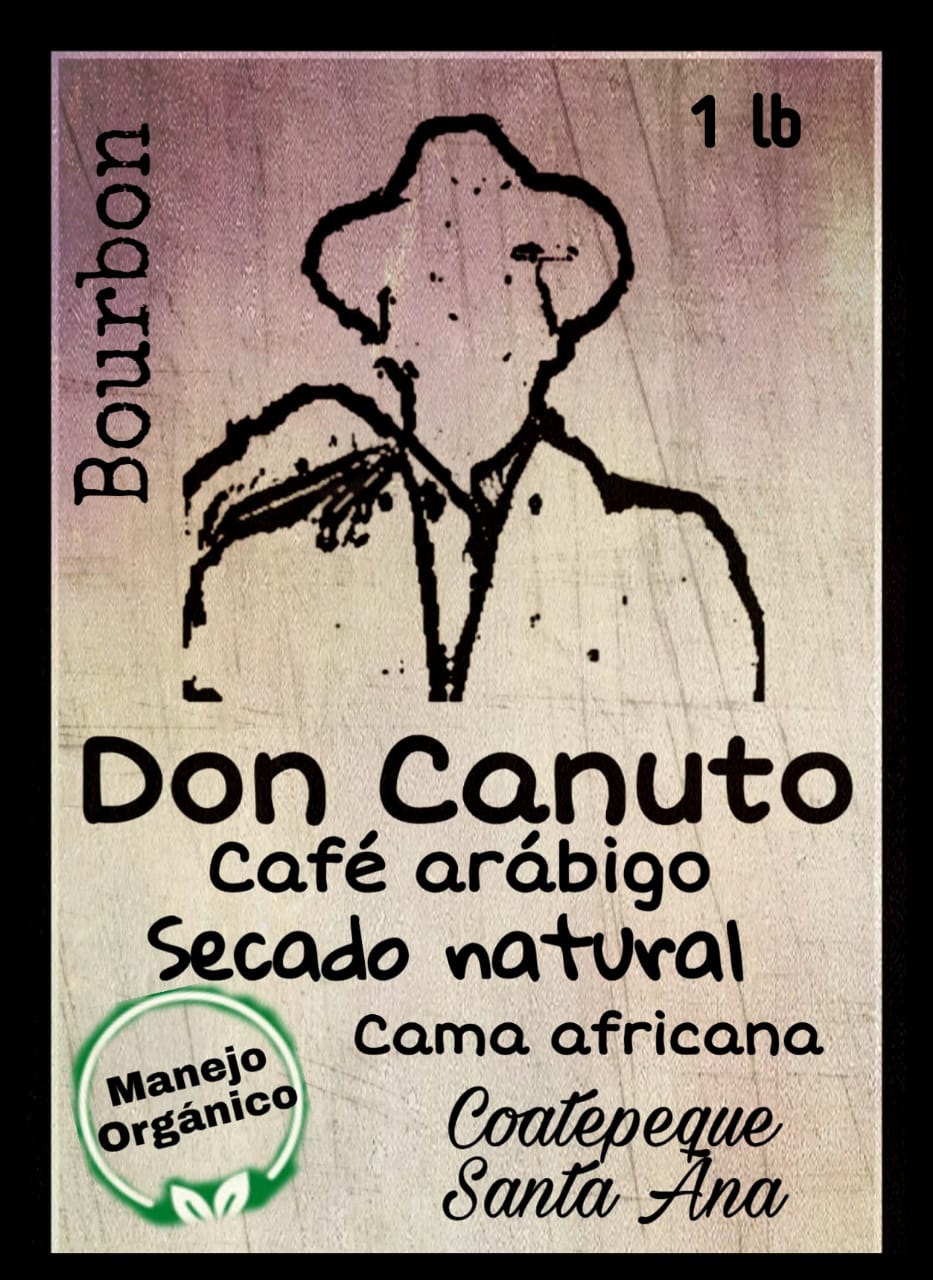 Bourbon
1 lb
Don Canuto
Café arábigo
Secado natural
Cama africana
Manejo
Orgánico
Coatepeque
Santa Ana